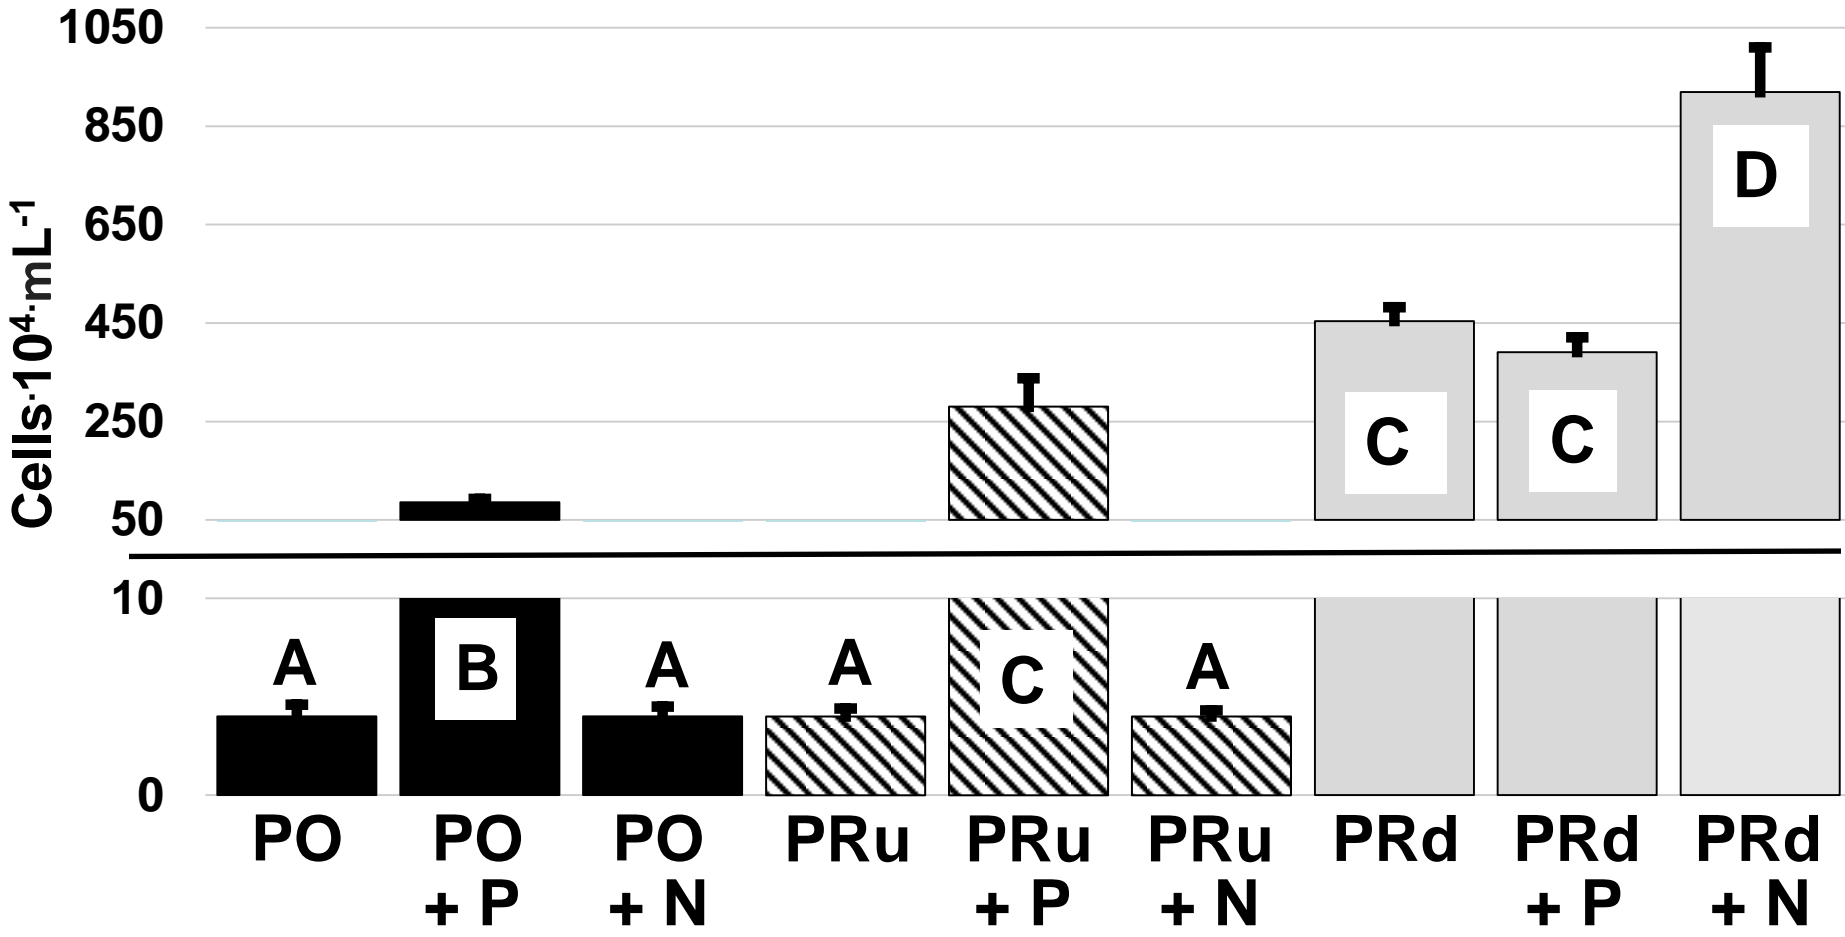 Cells·10⁴·mL⁻¹
1050
850
650
450
250
50
10
0
D
C
C
A
B
A
A
C
A
PO
PO
+ P
PO
+ N
PRu
PRu
+ P
PRu
+ N
PRd
PRd
+ P
PRd
+ N